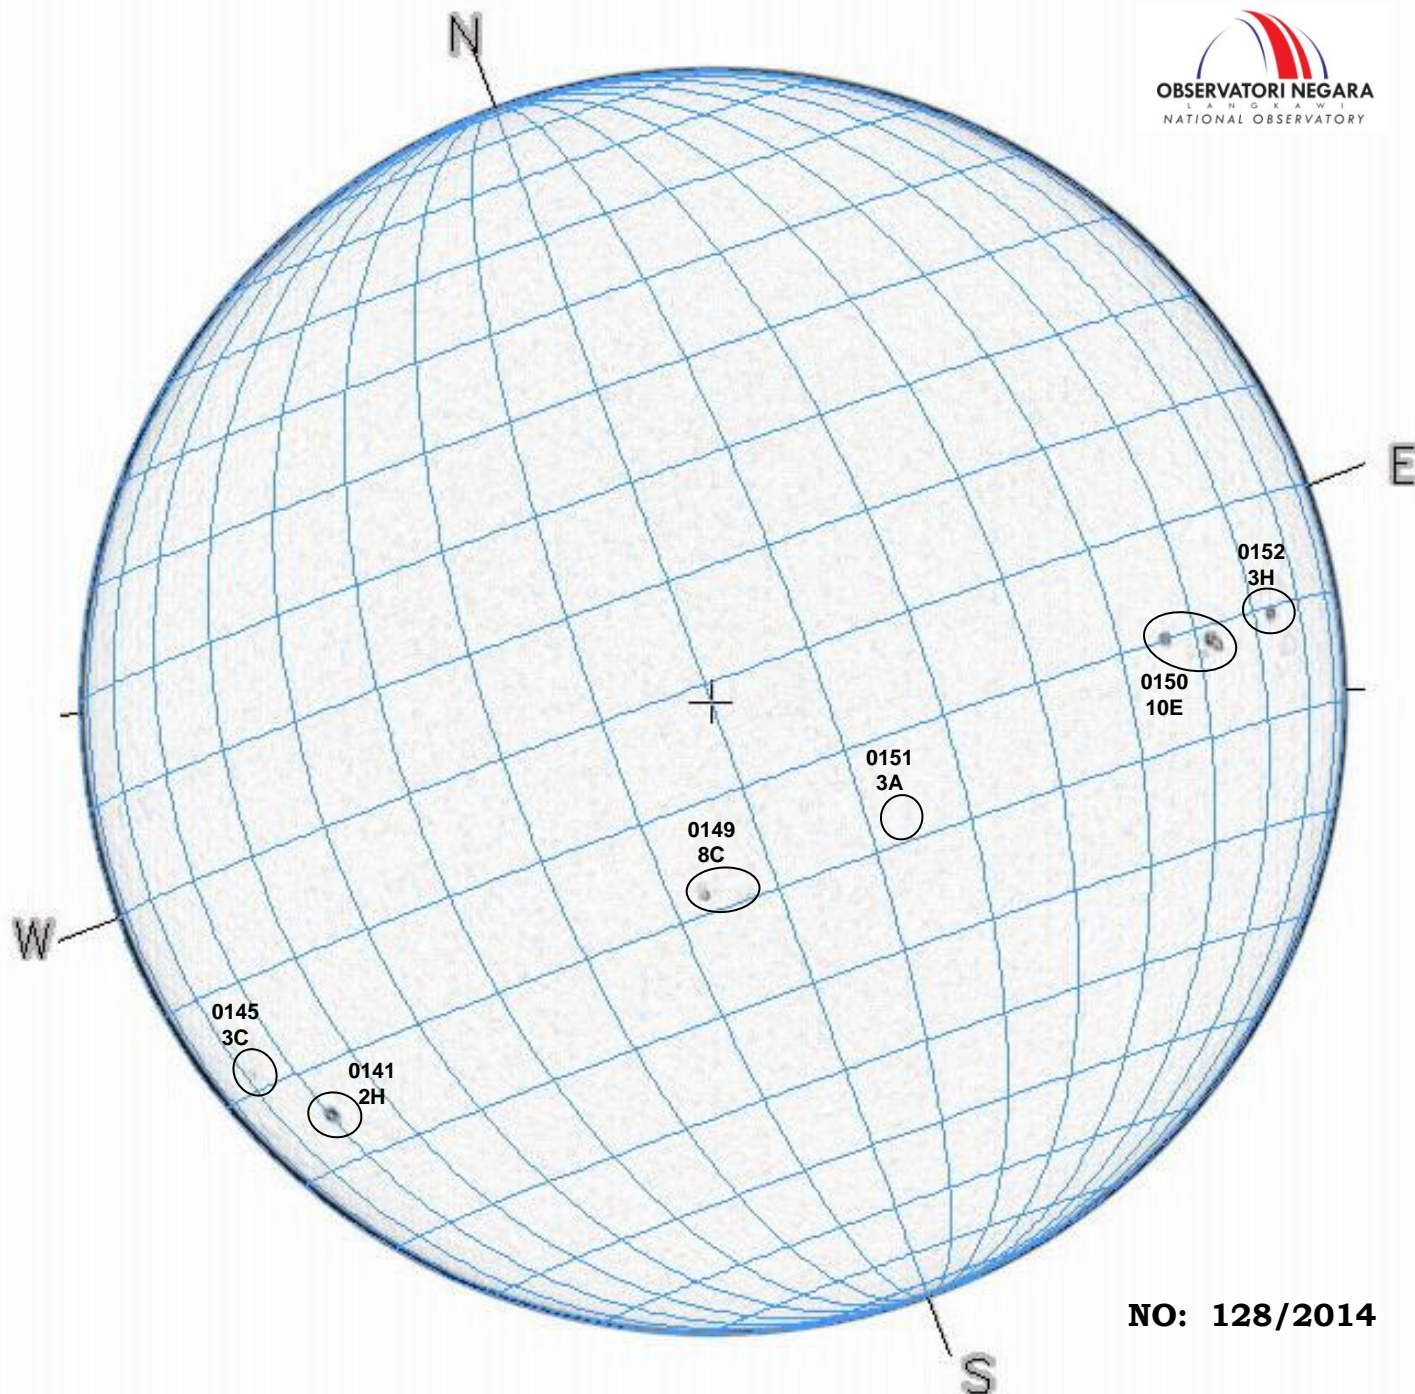 N
OBSERVATORI NEGARA
LANGKAWI
NATIONAL OBSERVATORY
E
0152
3H
0150
10E
0151
3A
0149
8C
W
0145
3C
0141
2H
NO: 128/2014
S